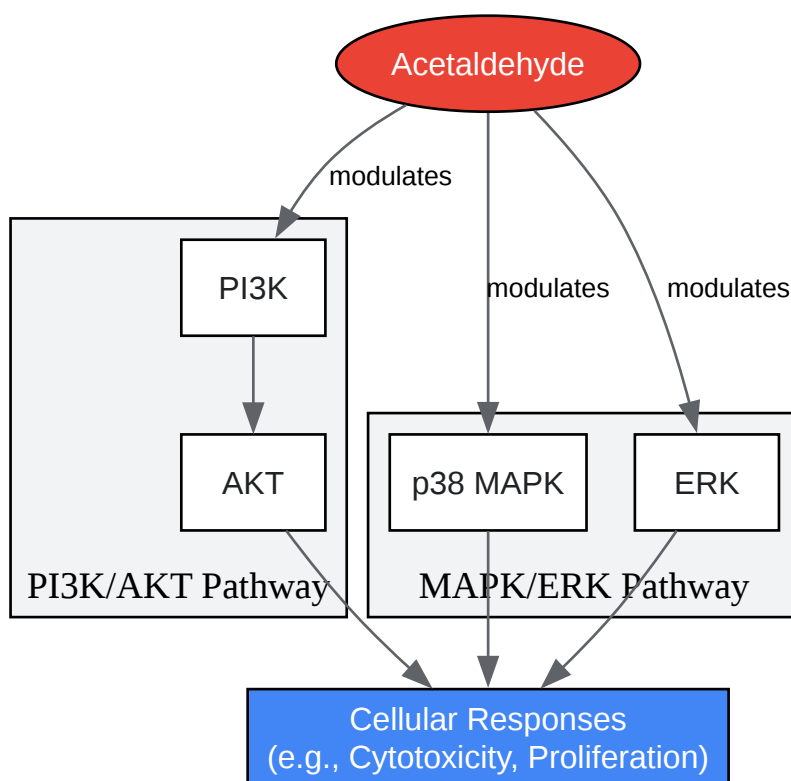 Acetaldehyde
modulates
modulates
modulates
PI3K
AKT
p38 MAPK
ERK
PI3K/AKT Pathway
MAPK/ERK Pathway
Cellular Responses
(e.g., Cytotoxicity, Proliferation)